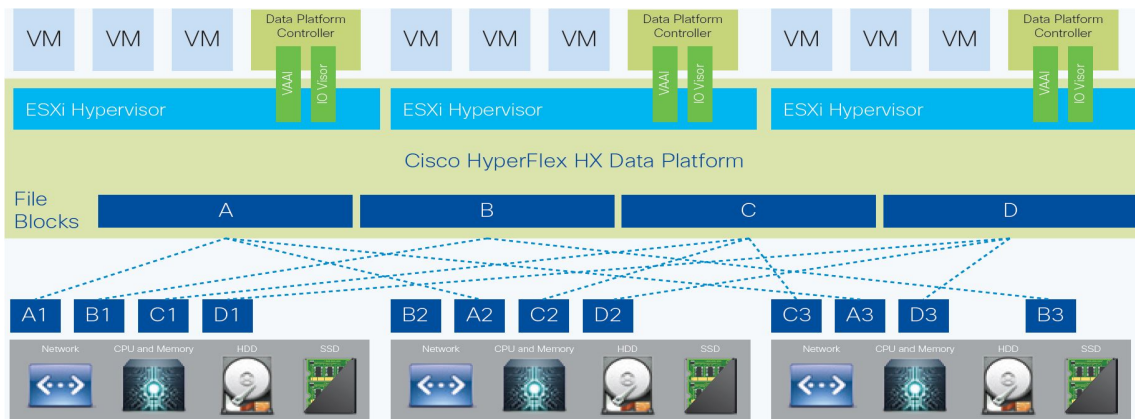 VM VM VM Data Platform Controller VM VM VM Data Platform Controller VM VM VM Data Platform Controller
VAAI IO Visor VAAI IO Visor VAAI IO Visor
ESXi Hypervisor ESXi Hypervisor ESXi Hypervisor
Cisco HyperFlex HX Data Platform
File Blocks A B C D
A1 B1 C1 D1 B2 A2 C2 D2 C3 A3 D3 B3
Network CPU and Memory HDD SSD Network CPU and Memory HDD SSD Network CPU and Memory HDD SSD